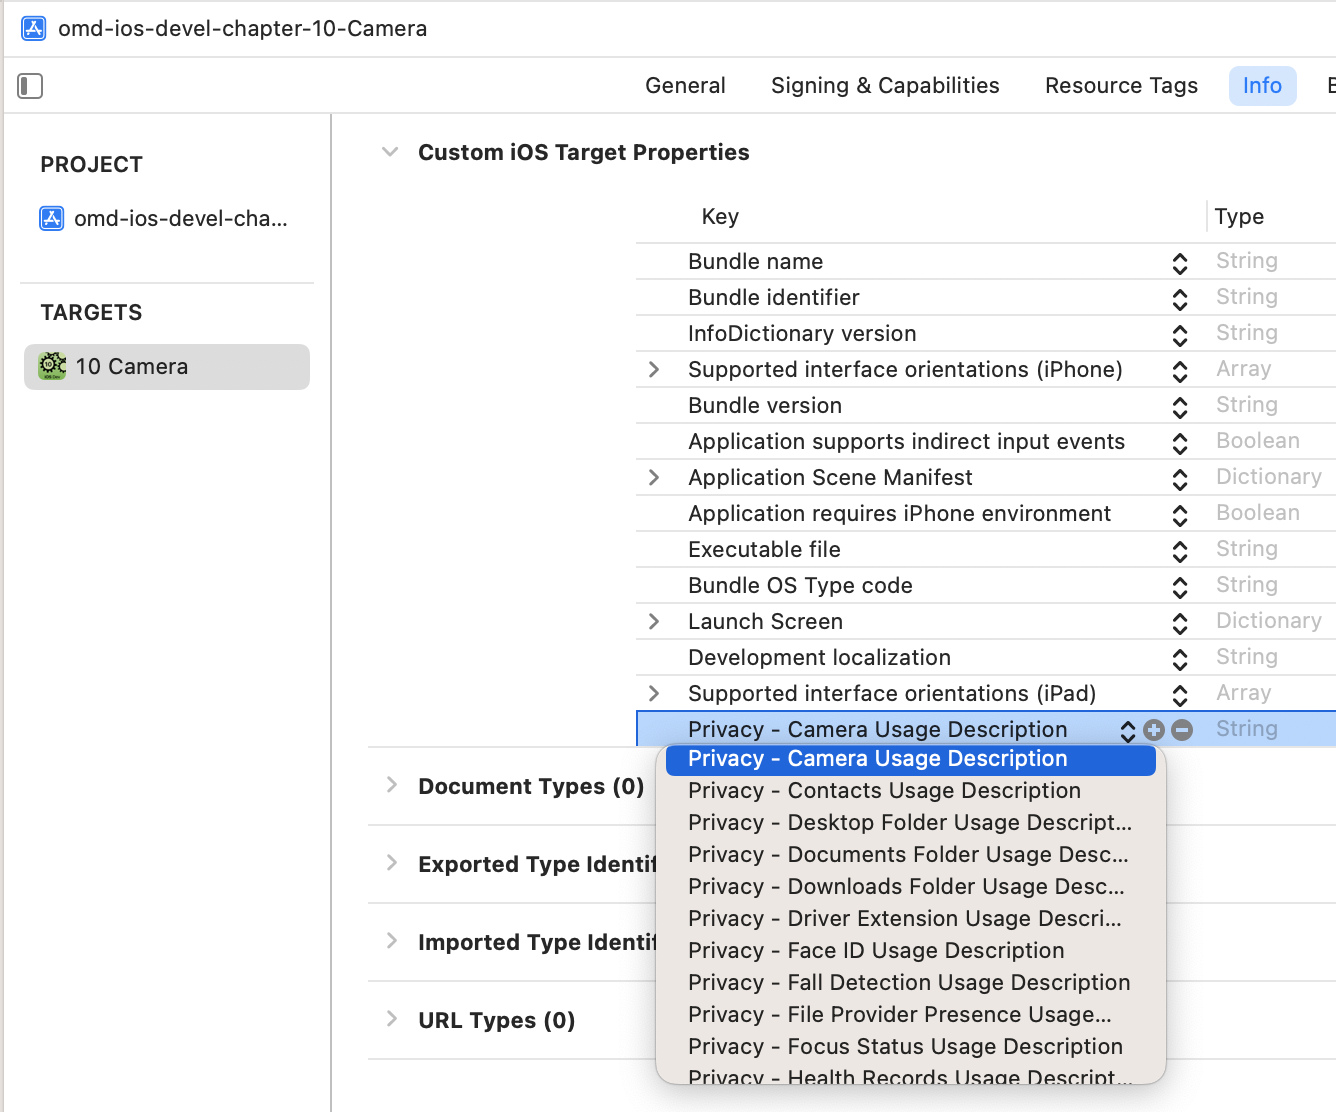 omd-ios-devel-chapter-10-Camera
General Signing & Capabilities Resource Tags Info
PROJECT
omd-ios-devel-cha...
TARGETS
10 Camera
Custom iOS Target Properties
Key Type
Bundle name String
Bundle identifier String
InfoDictionary version String
Supported interface orientations (iPhone) Array
Bundle version String
Application supports indirect input events Boolean
Application Scene Manifest Dictionary
Application requires iPhone environment Boolean
Executable file String
Bundle OS Type code String
Launch Screen Dictionary
Development localization String
Supported interface orientations (iPad) Array
Privacy - Camera Usage Description String
Privacy - Camera Usage Description
Privacy - Contacts Usage Description
Privacy - Desktop Folder Usage Descript...
Privacy - Documents Folder Usage Desc...
Privacy - Downloads Folder Usage Desc...
Privacy - Driver Extension Usage Descri...
Privacy - Face ID Usage Description
Privacy - Fall Detection Usage Description
Privacy - File Provider Presence Usage...
Privacy - Focus Status Usage Description
Privacy - Health Records Usage Descript...
Document Types (0)
Exported Type Identif
Imported Type Identif
URL Types (0)